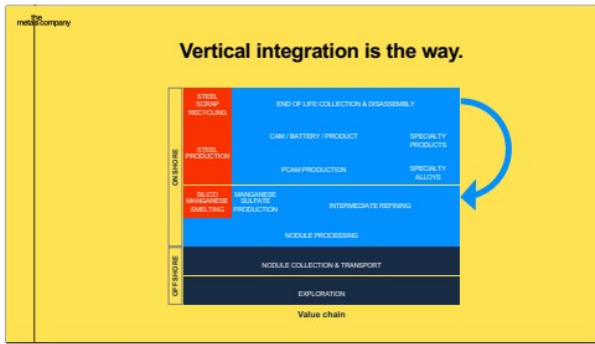 the
metals company
Vertical integration is the way.
ONSHORE
OFFSHORE
STEEL
SCRAP
RECYCLING
END OF LIFE COLLECTION & DISASSEMBLY
CAM / BATTERY / PRODUCT
SPECIALTY
PRODUCTS
STEEL
PRODUCTION
PCAM PRODUCTION
SPECIALTY
ALLOYS
SILICO
MANGANESE
SMELTING
MANGANESE
SULFATE
PRODUCTION
INTERMEDIATE REFINING
NODULE PROCESSING
NODULE COLLECTION & TRANSPORT
EXPLORATION
Value chain